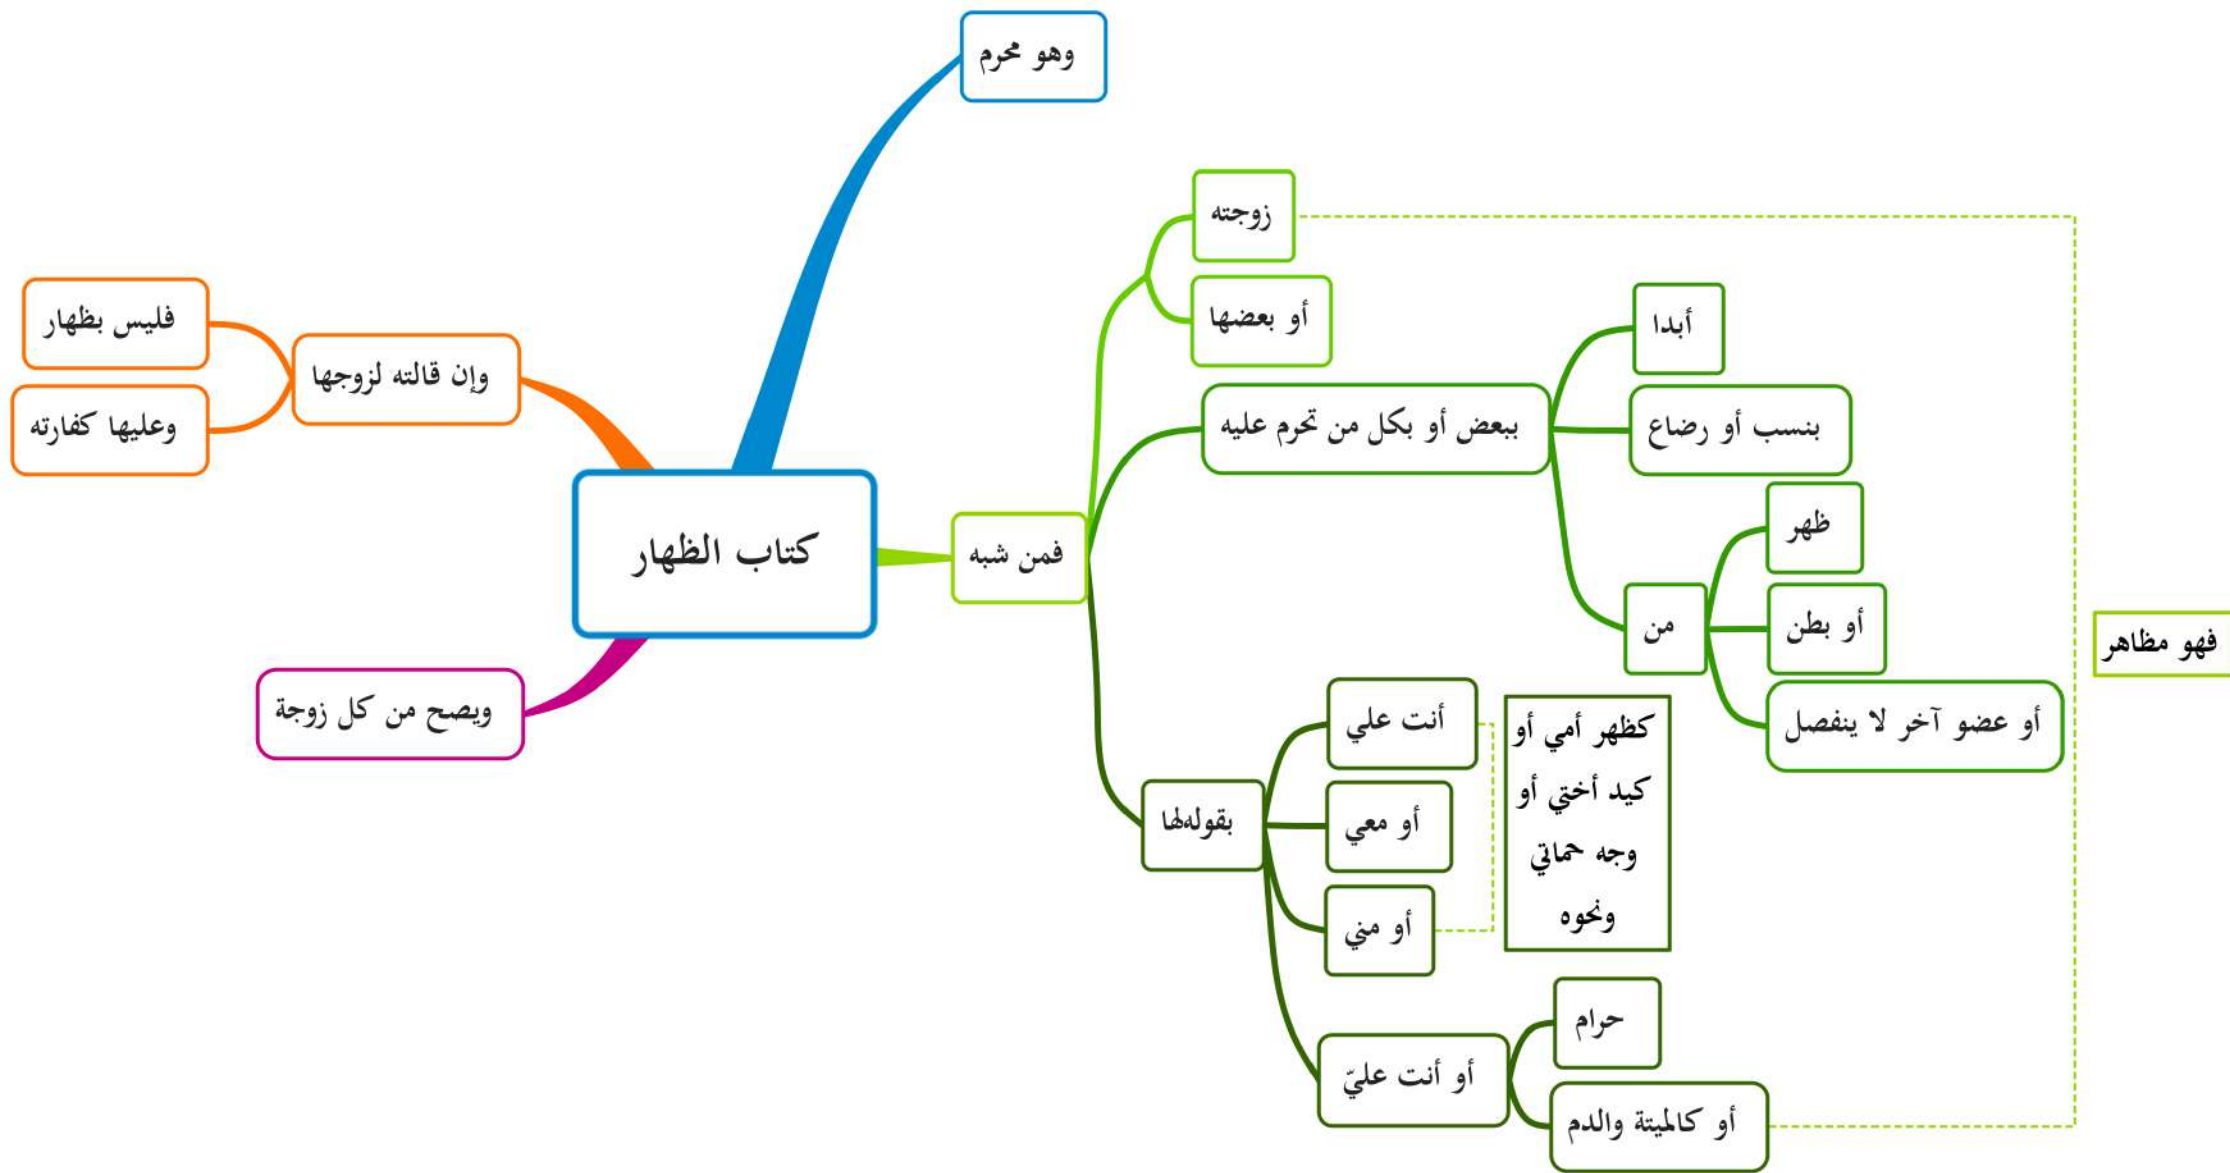 كتاب الظهار
وهو محرم
فمن شبه
زوجته
أو بعضها
ببعض أو بكل من تحرم عليه
أبدا
بنسب أو رضاع
من
ظهر
أو بطن
أو عضو آخر لا ينفصل
بقوله لها
أنت علي
أو معي
أو مني
كظهر أمي أو
كيد أختي أو
وجه حماتي
ونحوه
أو أنت عليّ
حرام
أو كالميتة والدم
فهو مظاهر
وإن قالته لزوجها
فليس بظهار
وعليها كفارته
ويصح من كل زوجة